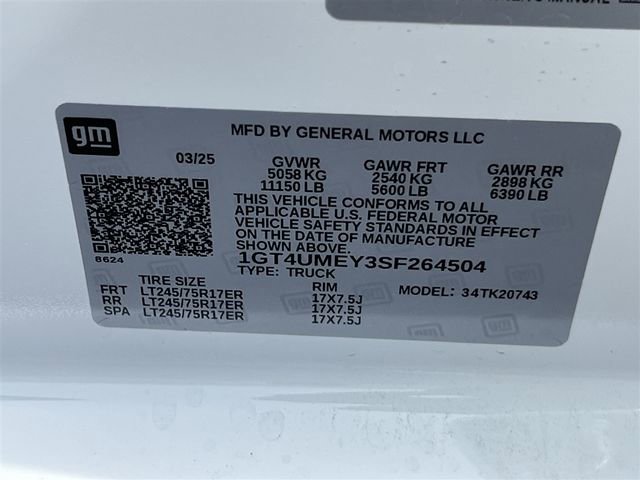 MANUAL
gm
MFD BY GENERAL MOTORS LLC
03/25
GVWR
5058 KG
11150 LB
GAWR FRT
2540 KG
5600 LB
GAWR RR
2898 KG
6390 LB
THIS VEHICLE CONFORMS TO ALL
APPLICABLE U.S. FEDERAL MOTOR
VEHICLE SAFETY STANDARDS IN EFFECT
ON THE DATE OF MANUFACTURE
SHOWN ABOVE.
8624
1GT4UMEY3SF264504
TYPE: TRUCK
TIRE SIZE RIM MODEL: 34TK20743
FRT LT245/75R17ER 17X7.5J
RR LT245/75R17ER 17X7.5J
SPA LT245/75R17ER 17X7.5J